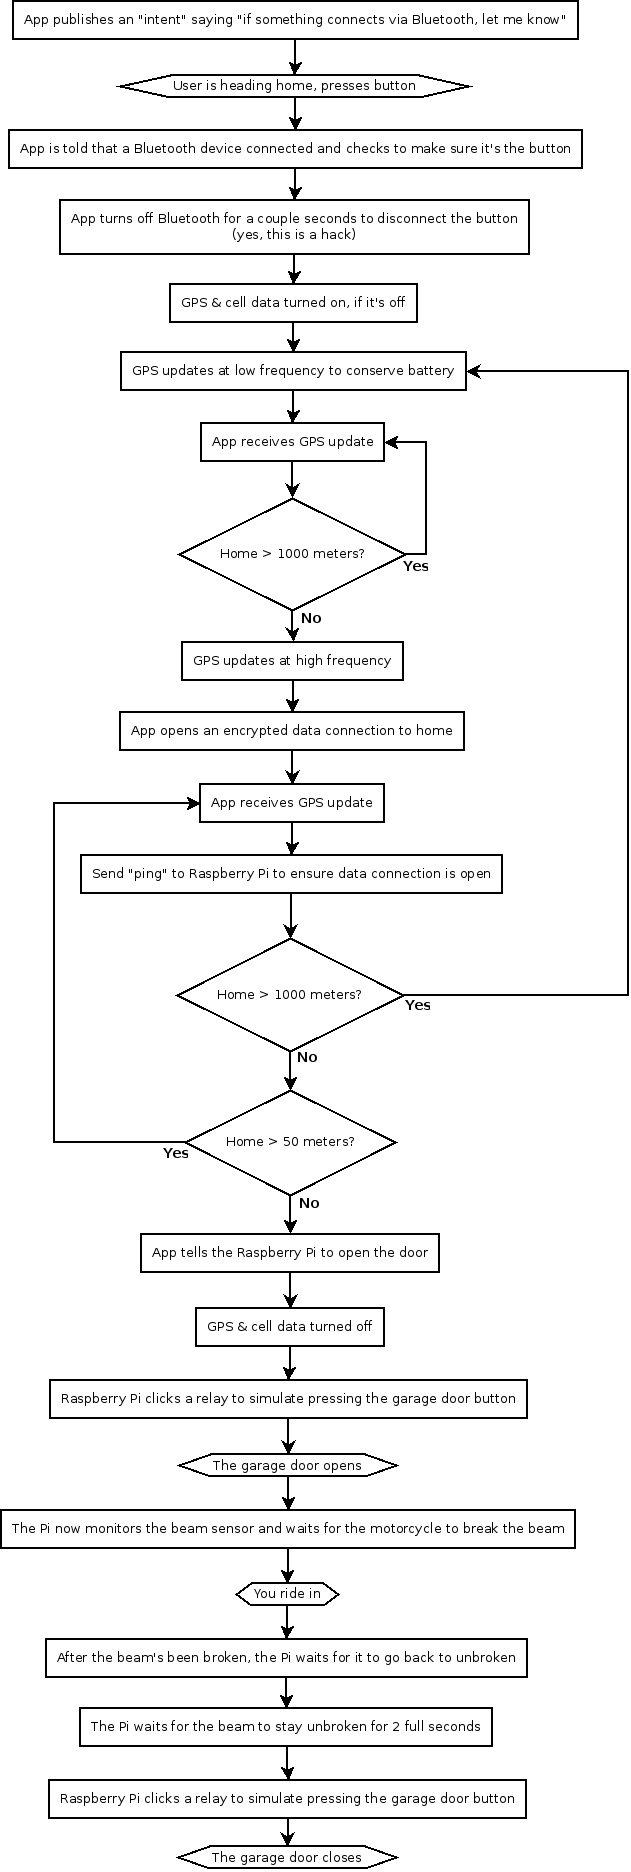 App publishes an "intent" saying "if something connects via Bluetooth, let me know"
User is heading home, presses button
App is told that a Bluetooth device connected and checks to make sure it's the button
App turns off Bluetooth for a couple seconds to disconnect the button
(yes, this is a hack)
GPS & cell data turned on, if it's off
GPS updates at low frequency to conserve battery
App receives GPS update
Home > 1000 meters?
Yes
No
GPS updates at high frequency
App opens an encrypted data connection to home
App receives GPS update
Send "ping" to Raspberry Pi to ensure data connection is open
Home > 1000 meters?
Yes
No
Home > 50 meters?
Yes
No
App tells the Raspberry Pi to open the door
GPS & cell data turned off
Raspberry Pi clicks a relay to simulate pressing the garage door button
The garage door opens
The Pi now monitors the beam sensor and waits for the motorcycle to break the beam
You ride in
After the beam's been broken, the Pi waits for it to go back to unbroken
The Pi waits for the beam to stay unbroken for 2 full seconds
Raspberry Pi clicks a relay to simulate pressing the garage door button
The garage door closes